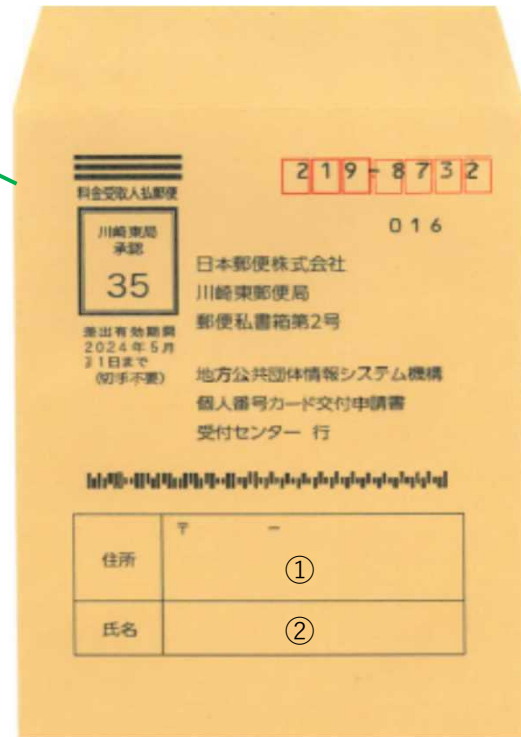 219-8732
料金受取人払郵便
016
川崎東局
承認
35
日本郵便株式会社
川崎東郵便局
郵便私書箱第2号
差出有効期間
2024年5月
31日まで
(切手不要)
地方公共団体情報システム機構
個人番号カード交付申請書
受付センター 行
〒 -
住所 ①
氏名 ②